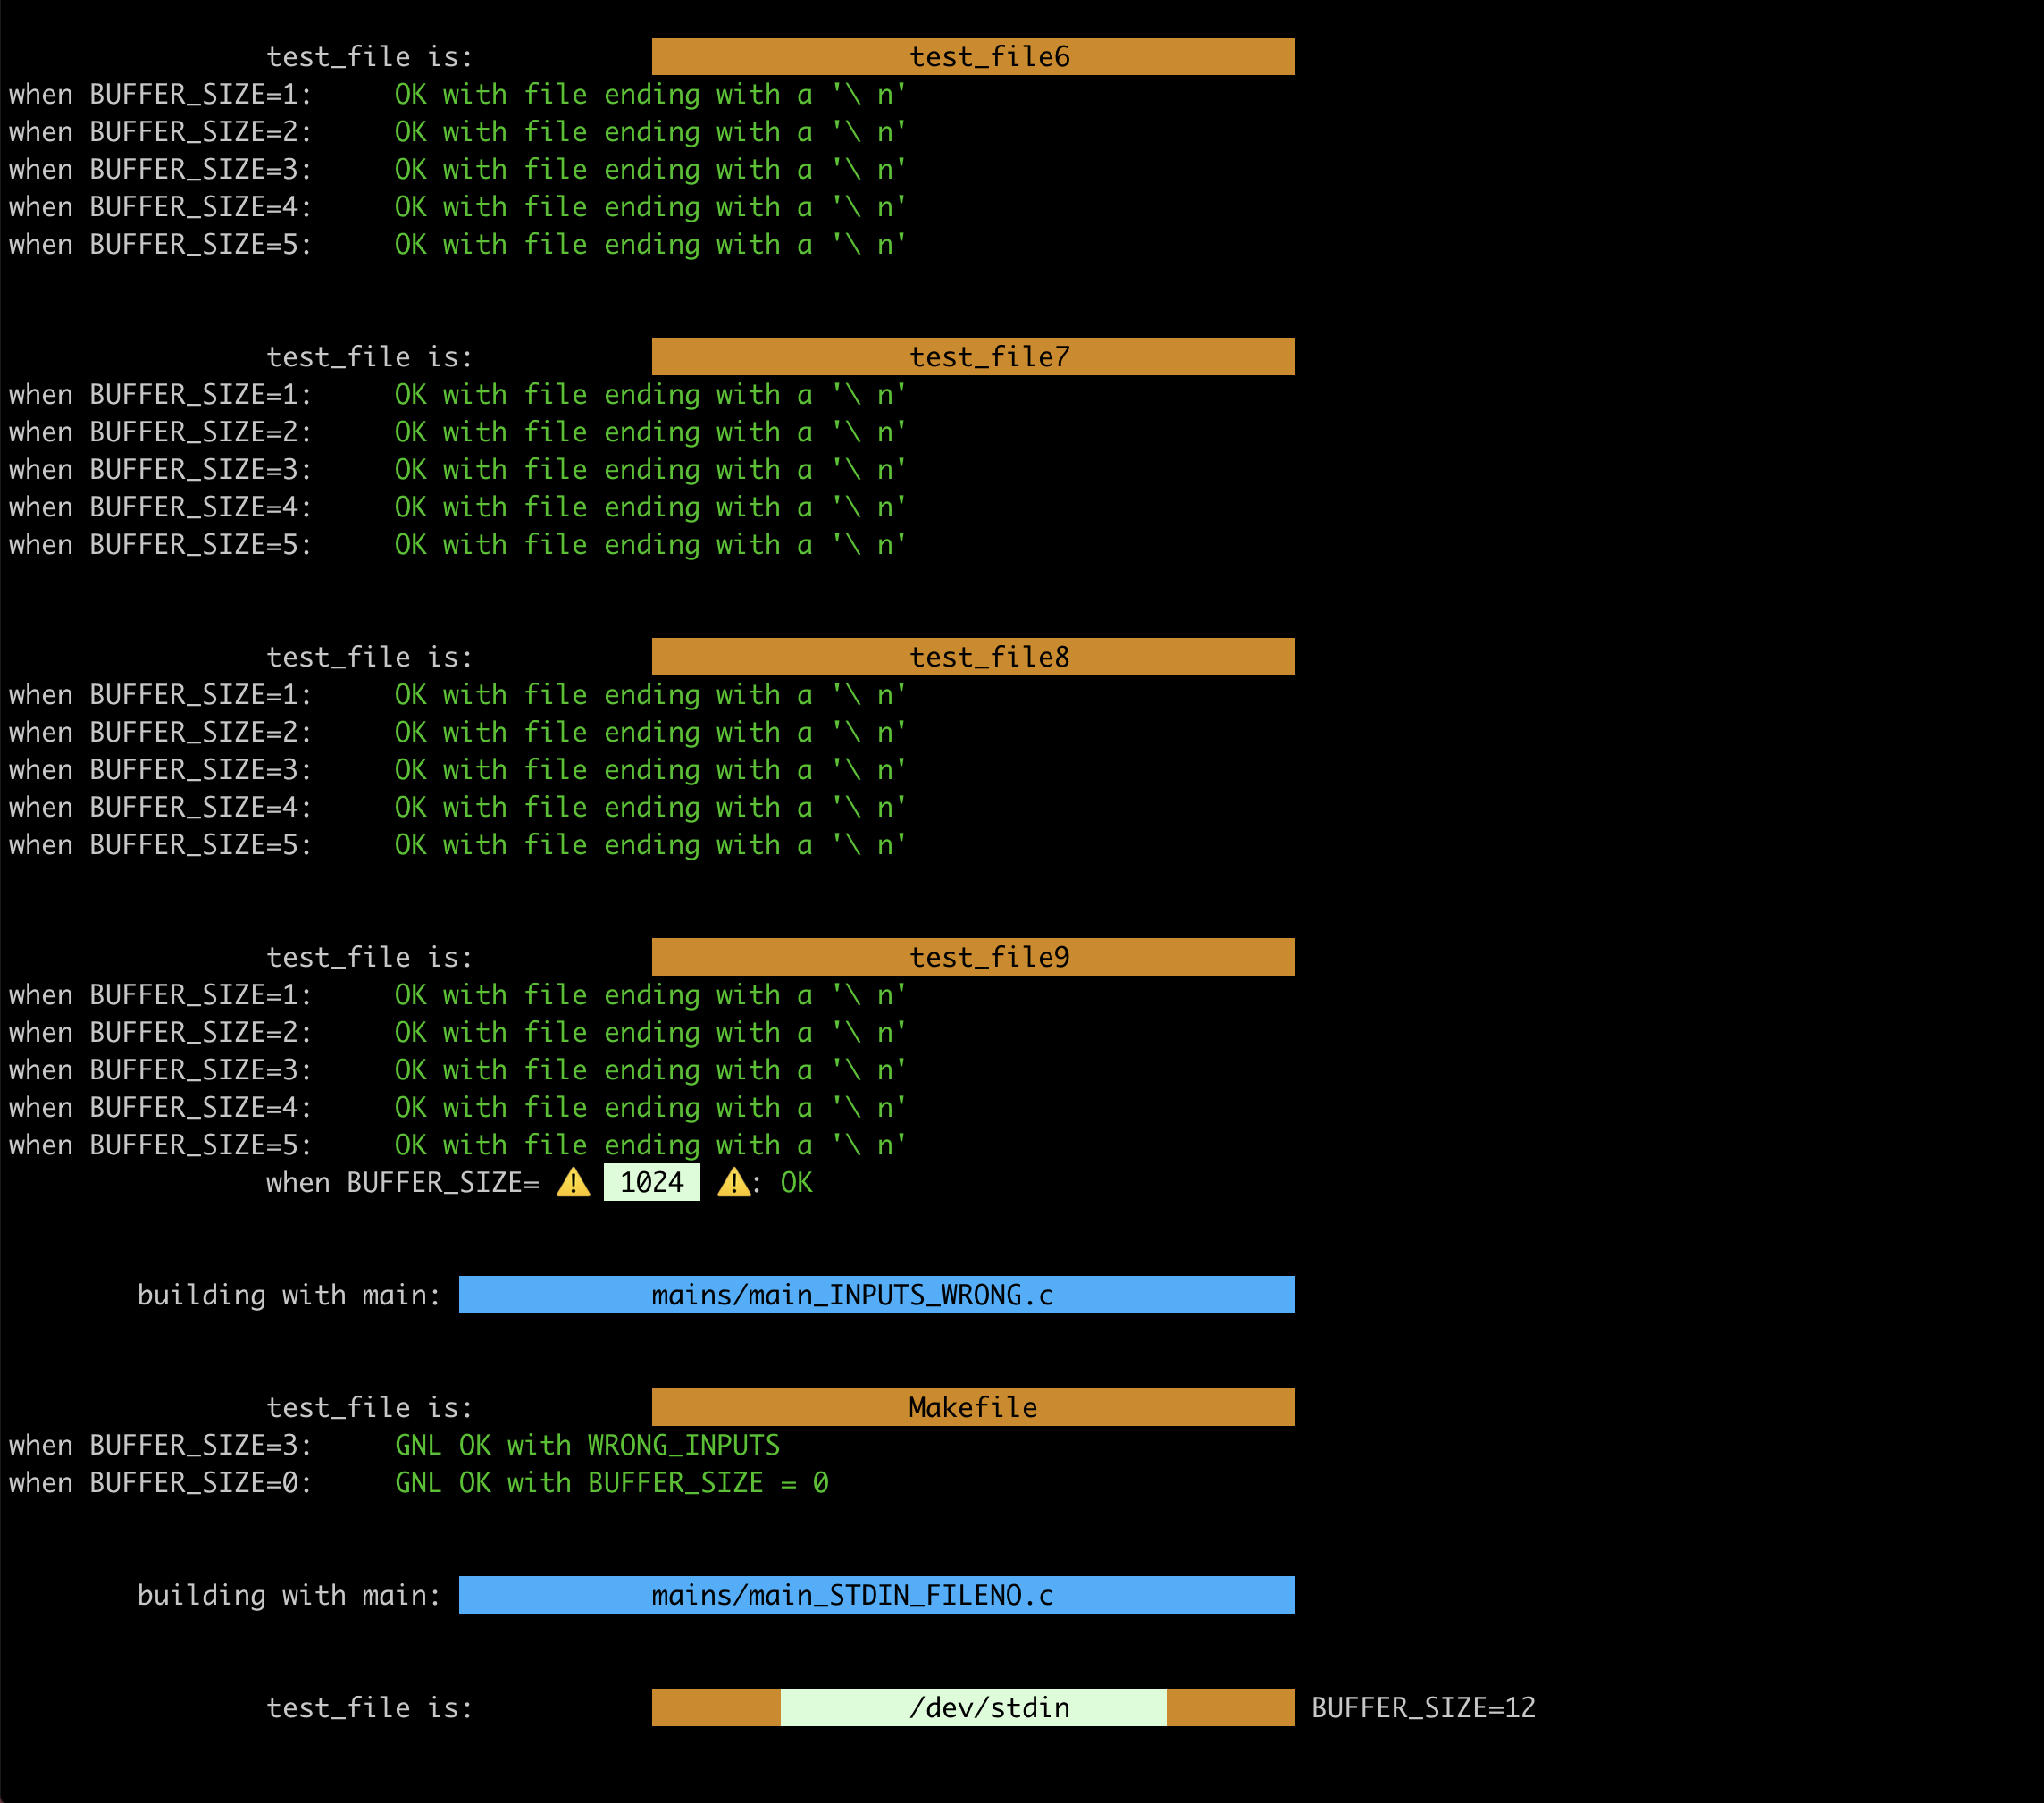 test_file is: test_file6
when BUFFER_SIZE=1: OK with file ending with a '\ n'
when BUFFER_SIZE=2: OK with file ending with a '\ n'
when BUFFER_SIZE=3: OK with file ending with a '\ n'
when BUFFER_SIZE=4: OK with file ending with a '\ n'
when BUFFER_SIZE=5: OK with file ending with a '\ n'
test_file is: test_file7
when BUFFER_SIZE=1: OK with file ending with a '\ n'
when BUFFER_SIZE=2: OK with file ending with a '\ n'
when BUFFER_SIZE=3: OK with file ending with a '\ n'
when BUFFER_SIZE=4: OK with file ending with a '\ n'
when BUFFER_SIZE=5: OK with file ending with a '\ n'
test_file is: test_file8
when BUFFER_SIZE=1: OK with file ending with a '\ n'
when BUFFER_SIZE=2: OK with file ending with a '\ n'
when BUFFER_SIZE=3: OK with file ending with a '\ n'
when BUFFER_SIZE=4: OK with file ending with a '\ n'
when BUFFER_SIZE=5: OK with file ending with a '\ n'
test_file is: test_file9
when BUFFER_SIZE=1: OK with file ending with a '\ n'
when BUFFER_SIZE=2: OK with file ending with a '\ n'
when BUFFER_SIZE=3: OK with file ending with a '\ n'
when BUFFER_SIZE=4: OK with file ending with a '\ n'
when BUFFER_SIZE=5: OK with file ending with a '\ n'
when BUFFER_SIZE= ⚠️ 1024 ⚠️: OK
building with main: mains/main_INPUTS_WRONG.c
test_file is: Makefile
when BUFFER_SIZE=3: GNL OK with WRONG_INPUTS
when BUFFER_SIZE=0: GNL OK with BUFFER_SIZE = 0
building with main: mains/main_STDIN_FILENO.c
test_file is: /dev/stdin BUFFER_SIZE=12